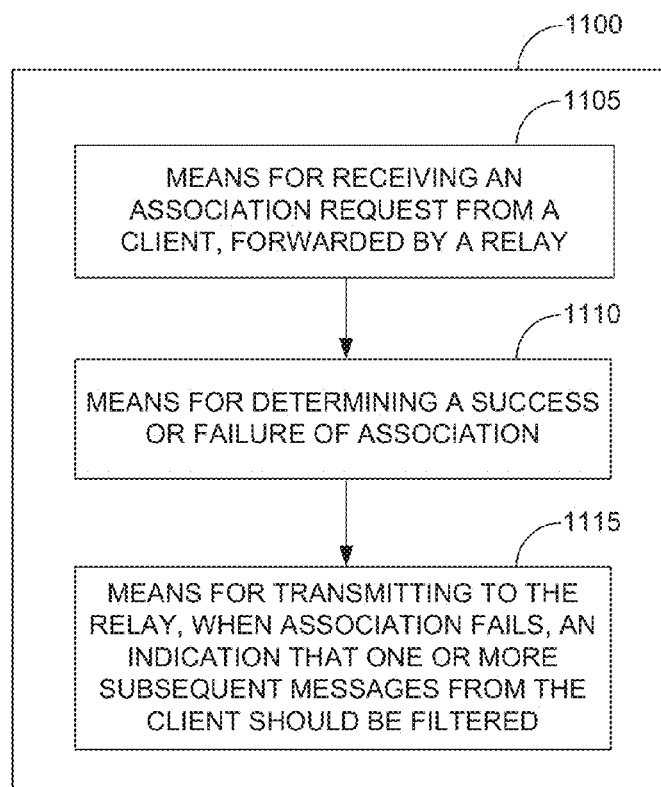 1100
1105
MEANS FOR RECEIVING AN
ASSOCIATION REQUEST FROM A
CLIENT, FORWARDED BY A RELAY
1110
MEANS FOR DETERMINING A SUCCESS
OR FAILURE OF ASSOCIATION
1115
MEANS FOR TRANSMITTING TO THE
RELAY, WHEN ASSOCIATION FAILS, AN
INDICATION THAT ONE OR MORE
SUBSEQUENT MESSAGES FROM THE
CLIENT SHOULD BE FILTERED